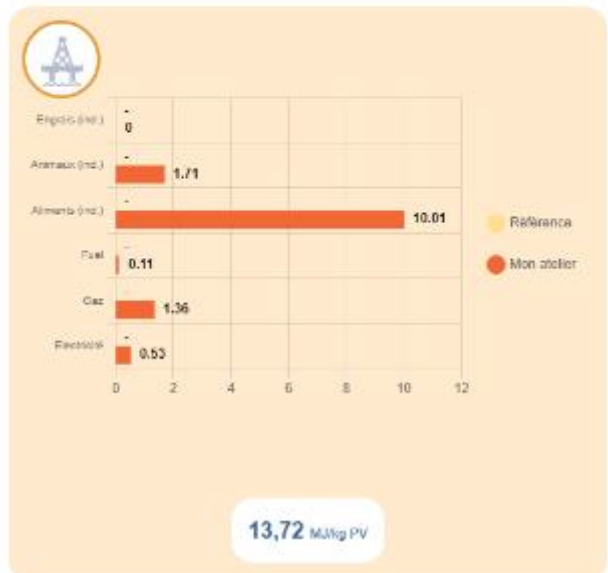 -
Engrais (ind.)
0
-
Animaux (ind.)
1.71
-
Aliments (ind.)
10.01
-
Fuel
0.11
-
Gaz
1.36
-
Electricité
0.53
0 2 4 6 8 10 12
Référence
Mon atelier
13,72 MJ/kg PV